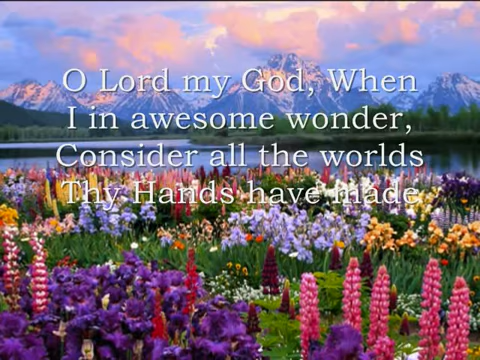 O Lord my God, When
I in awesome wonder,
Consider all the worlds
Thy Hands have made